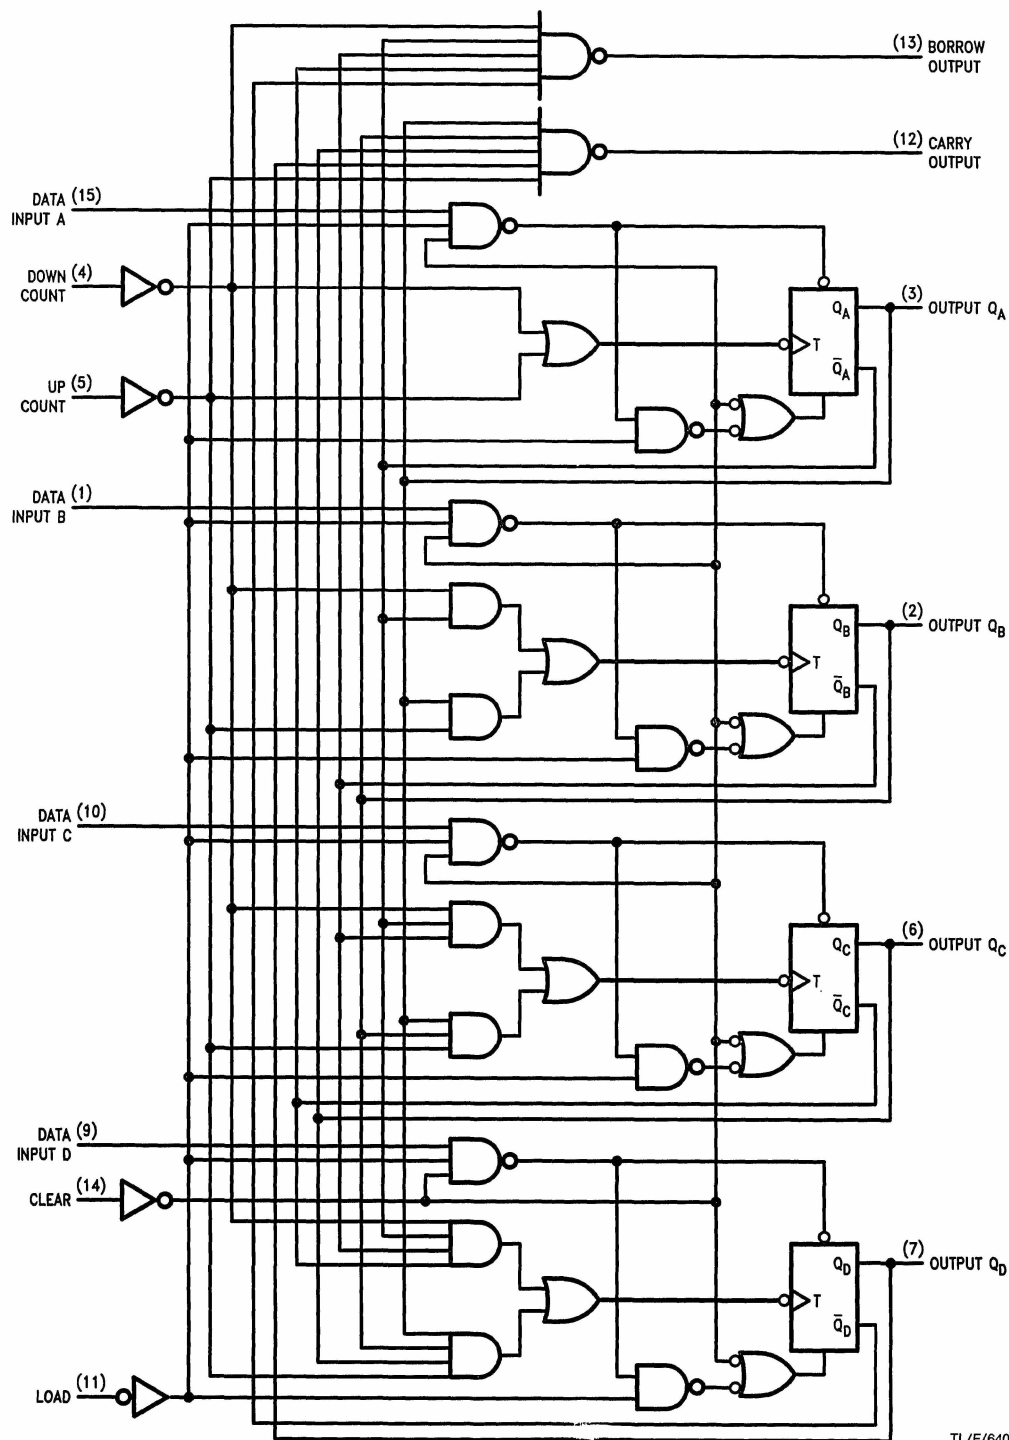 (13) BORROW
OUTPUT
(12) CARRY
OUTPUT
DATA (15)
INPUT A
DOWN (4)
COUNT
Q_A (3) OUTPUT Q_A
T
Q̅_A
UP (5)
COUNT
DATA (1)
INPUT B
Q_B (2) OUTPUT Q_B
T
Q̅_B
DATA (10)
INPUT C
Q_C (6) OUTPUT Q_C
T
Q̅_C
DATA (9)
INPUT D
CLEAR (14)
Q_D (7) OUTPUT Q_D
T
Q̅_D
LOAD (11)